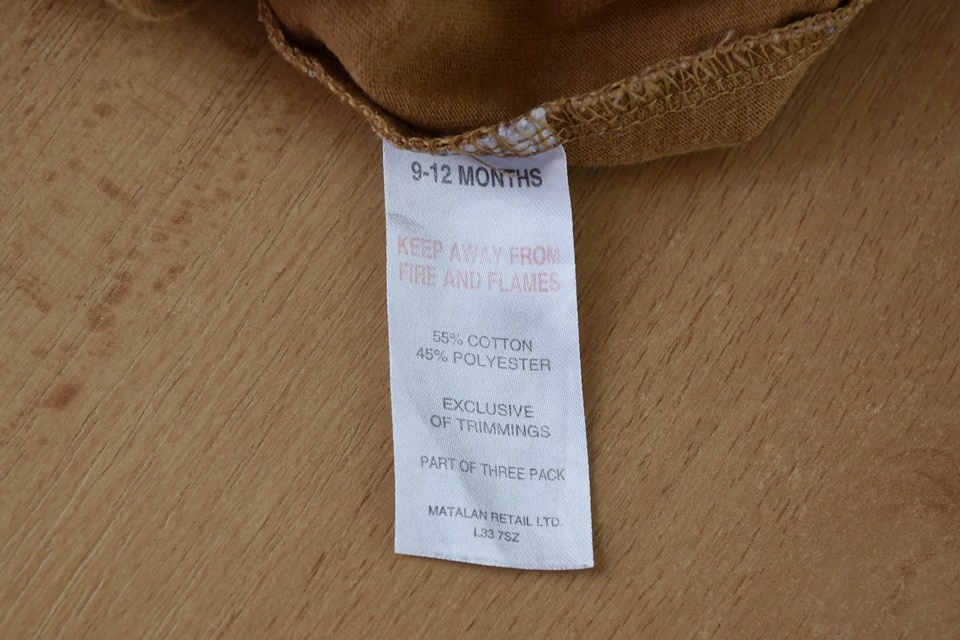 9-12 MONTHS
KEEP AWAY FROM
FIRE AND FLAMES
55% COTTON
45% POLYESTER
EXCLUSIVE
OF TRIMMINGS
PART OF THREE PACK
MATALAN RETAIL LTD.
L33 7SZ